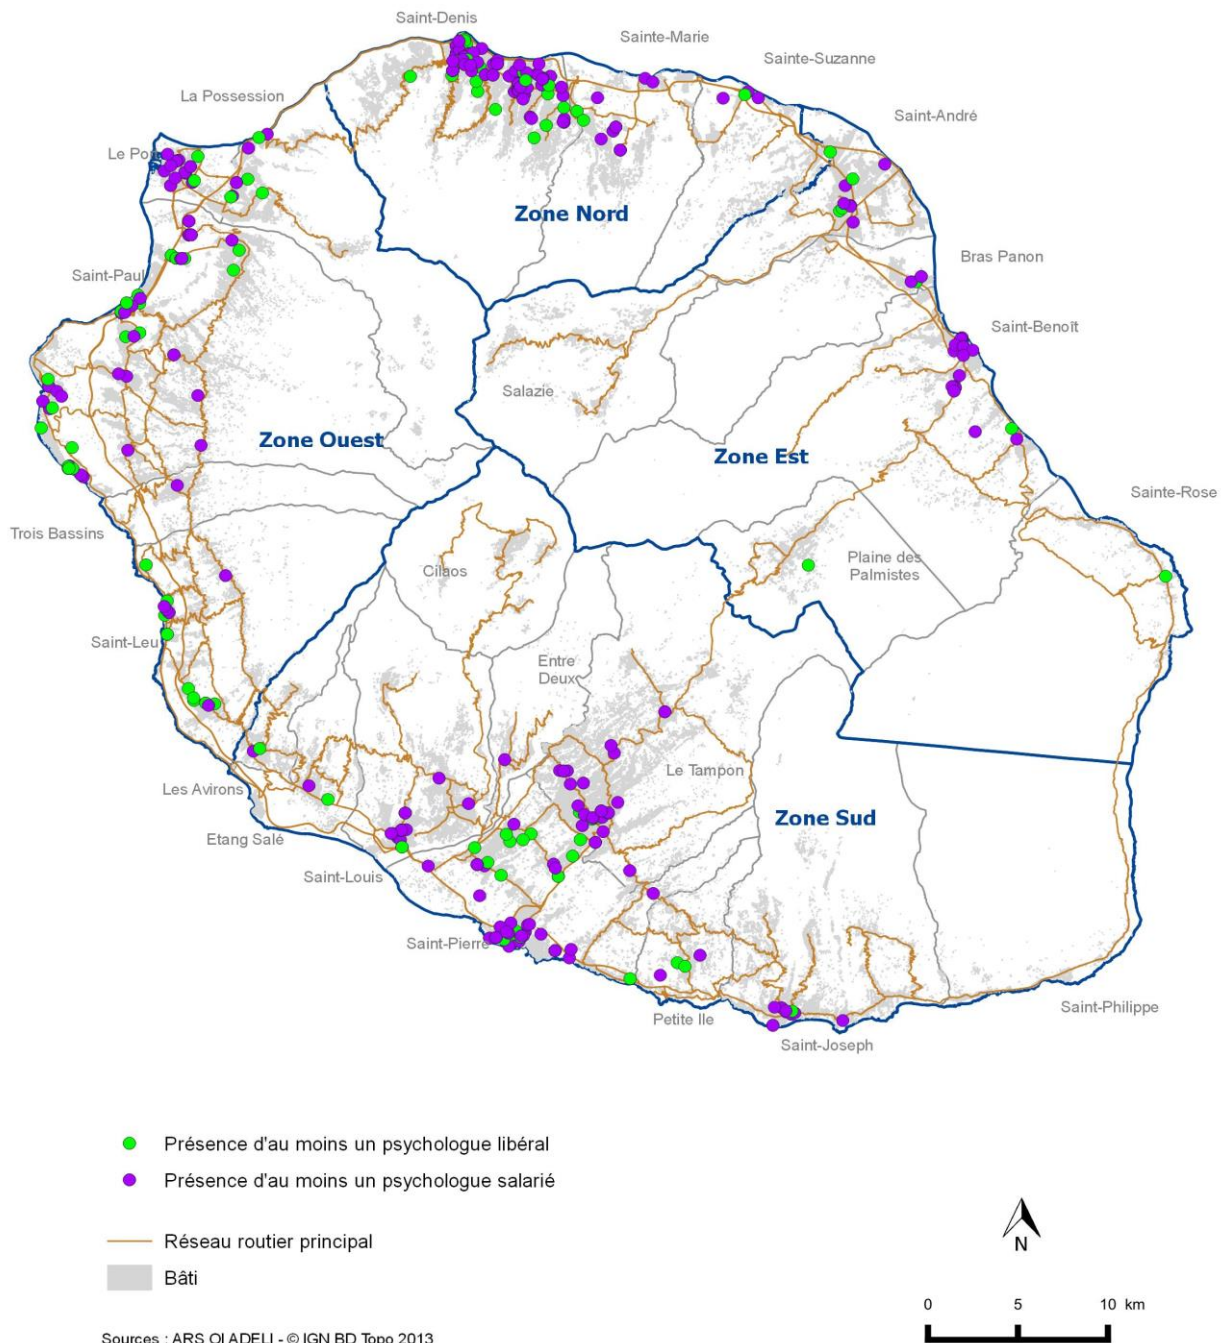 Saint-Denis
Sainte-Marie
Sainte-Suzanne
La Possession
Saint-André
Le Por
Zone Nord
Bras Panon
Saint-Paul
Saint-Benoît
Salazie
Zone Ouest
Zone Est
Sainte-Rose
Trois Bassins
Plaine des
Palmistes
Cilaos
Saint-Leu
Entre
Deux
Le Tampon
Les Avirons
Zone Sud
Etang Salé
Saint-Louis
Saint-Pierre
Saint-Philippe
Petite Ile
Saint-Joseph
Présence d'au moins un psychologue libéral
Présence d'au moins un psychologue salarié
Réseau routier principal
Bâti
N
0 5 10 km
Sources : ARS OI ADELI - © IGN BD Topo 2013